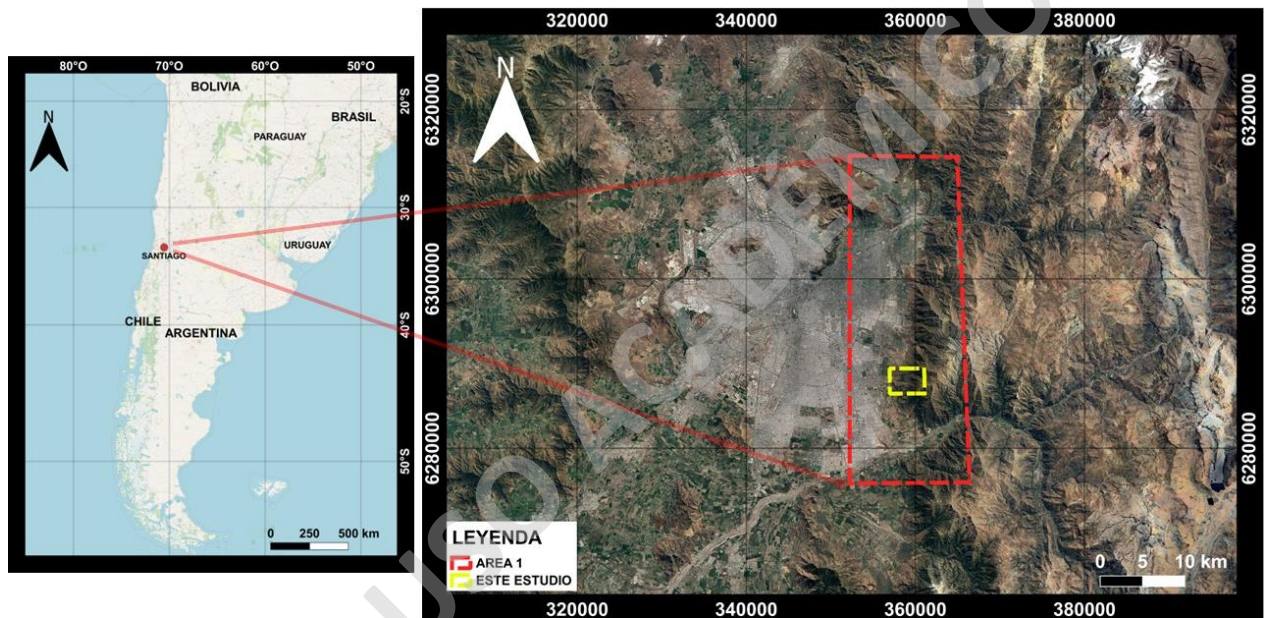 80°O 70°O 60°O 50°O
N
BOLIVIA
BRASIL
PARAGUAY
URUGUAY
SANTIAGO
CHILE
ARGENTINA
20°S
30°S
40°S
50°S
0 250 500 km
320000 340000 360000 380000
N
6320000
6300000
6280000
6320000
6300000
6280000
USO ACADÉMICO
LEYENDA
AREA 1
ESTE ESTUDIO
0 5 10 km
320000 340000 360000 380000